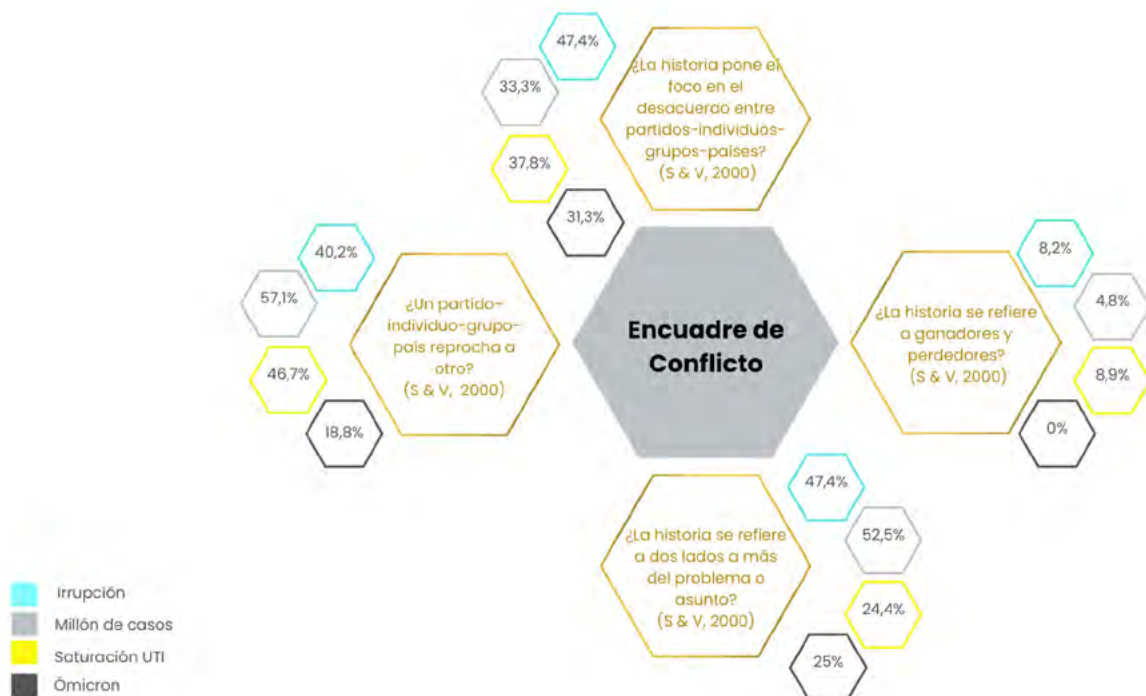 47,4%
33,3%
37,8%
31,3%
¿La historia pone el
foco en el
desacuerdo entre
partidos-individuos-
grupos-países?
(S & V, 2000)
40,2%
57,1%
46,7%
18,8%
¿Un partido-
individuo-grupo-
país reprocha a
otro?
(S & V, 2000)
Encuadre de
Conflicto
¿La historia se refiere
a ganadores y
perdedores?
(S & V, 2000)
8,2%
4,8%
8,9%
0%
¿La historia se refiere
a dos lados a más
del problema o
asunto?
(S & V, 2000)
47,4%
52,5%
24,4%
25%
Irrupción
Millón de casos
Saturación UTI
Ómicron